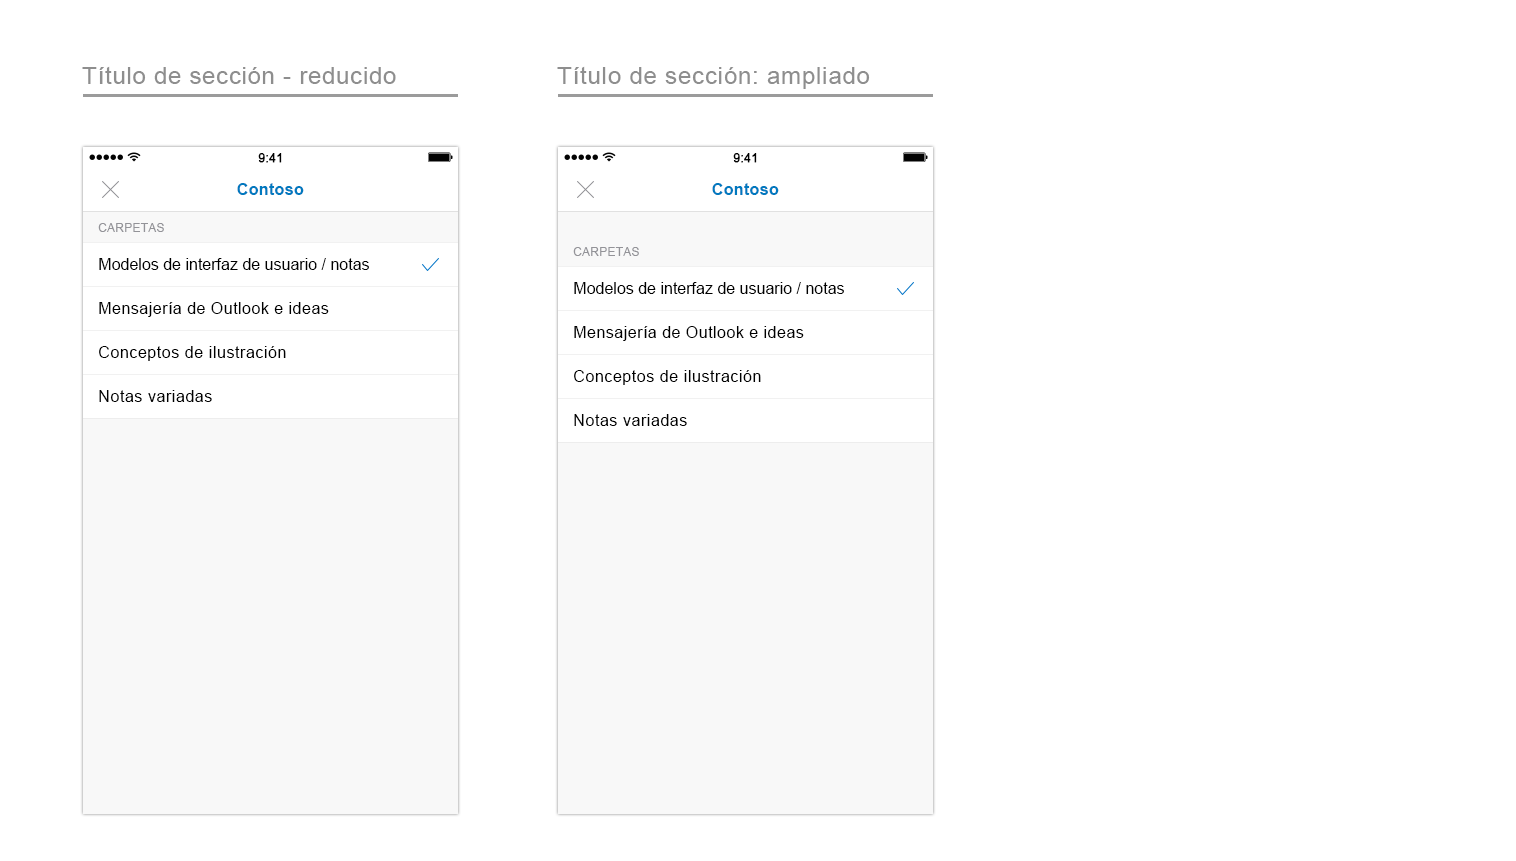 Título de sección - reducido
9:41
Contoso
CARPETAS
Modelos de interfaz de usuario / notas
Mensajería de Outlook e ideas
Conceptos de ilustración
Notas variadas
Título de sección: ampliado
9:41
Contoso
CARPETAS
Modelos de interfaz de usuario / notas
Mensajería de Outlook e ideas
Conceptos de ilustración
Notas variadas